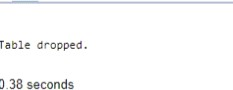 Table dropped.
0.38 seconds